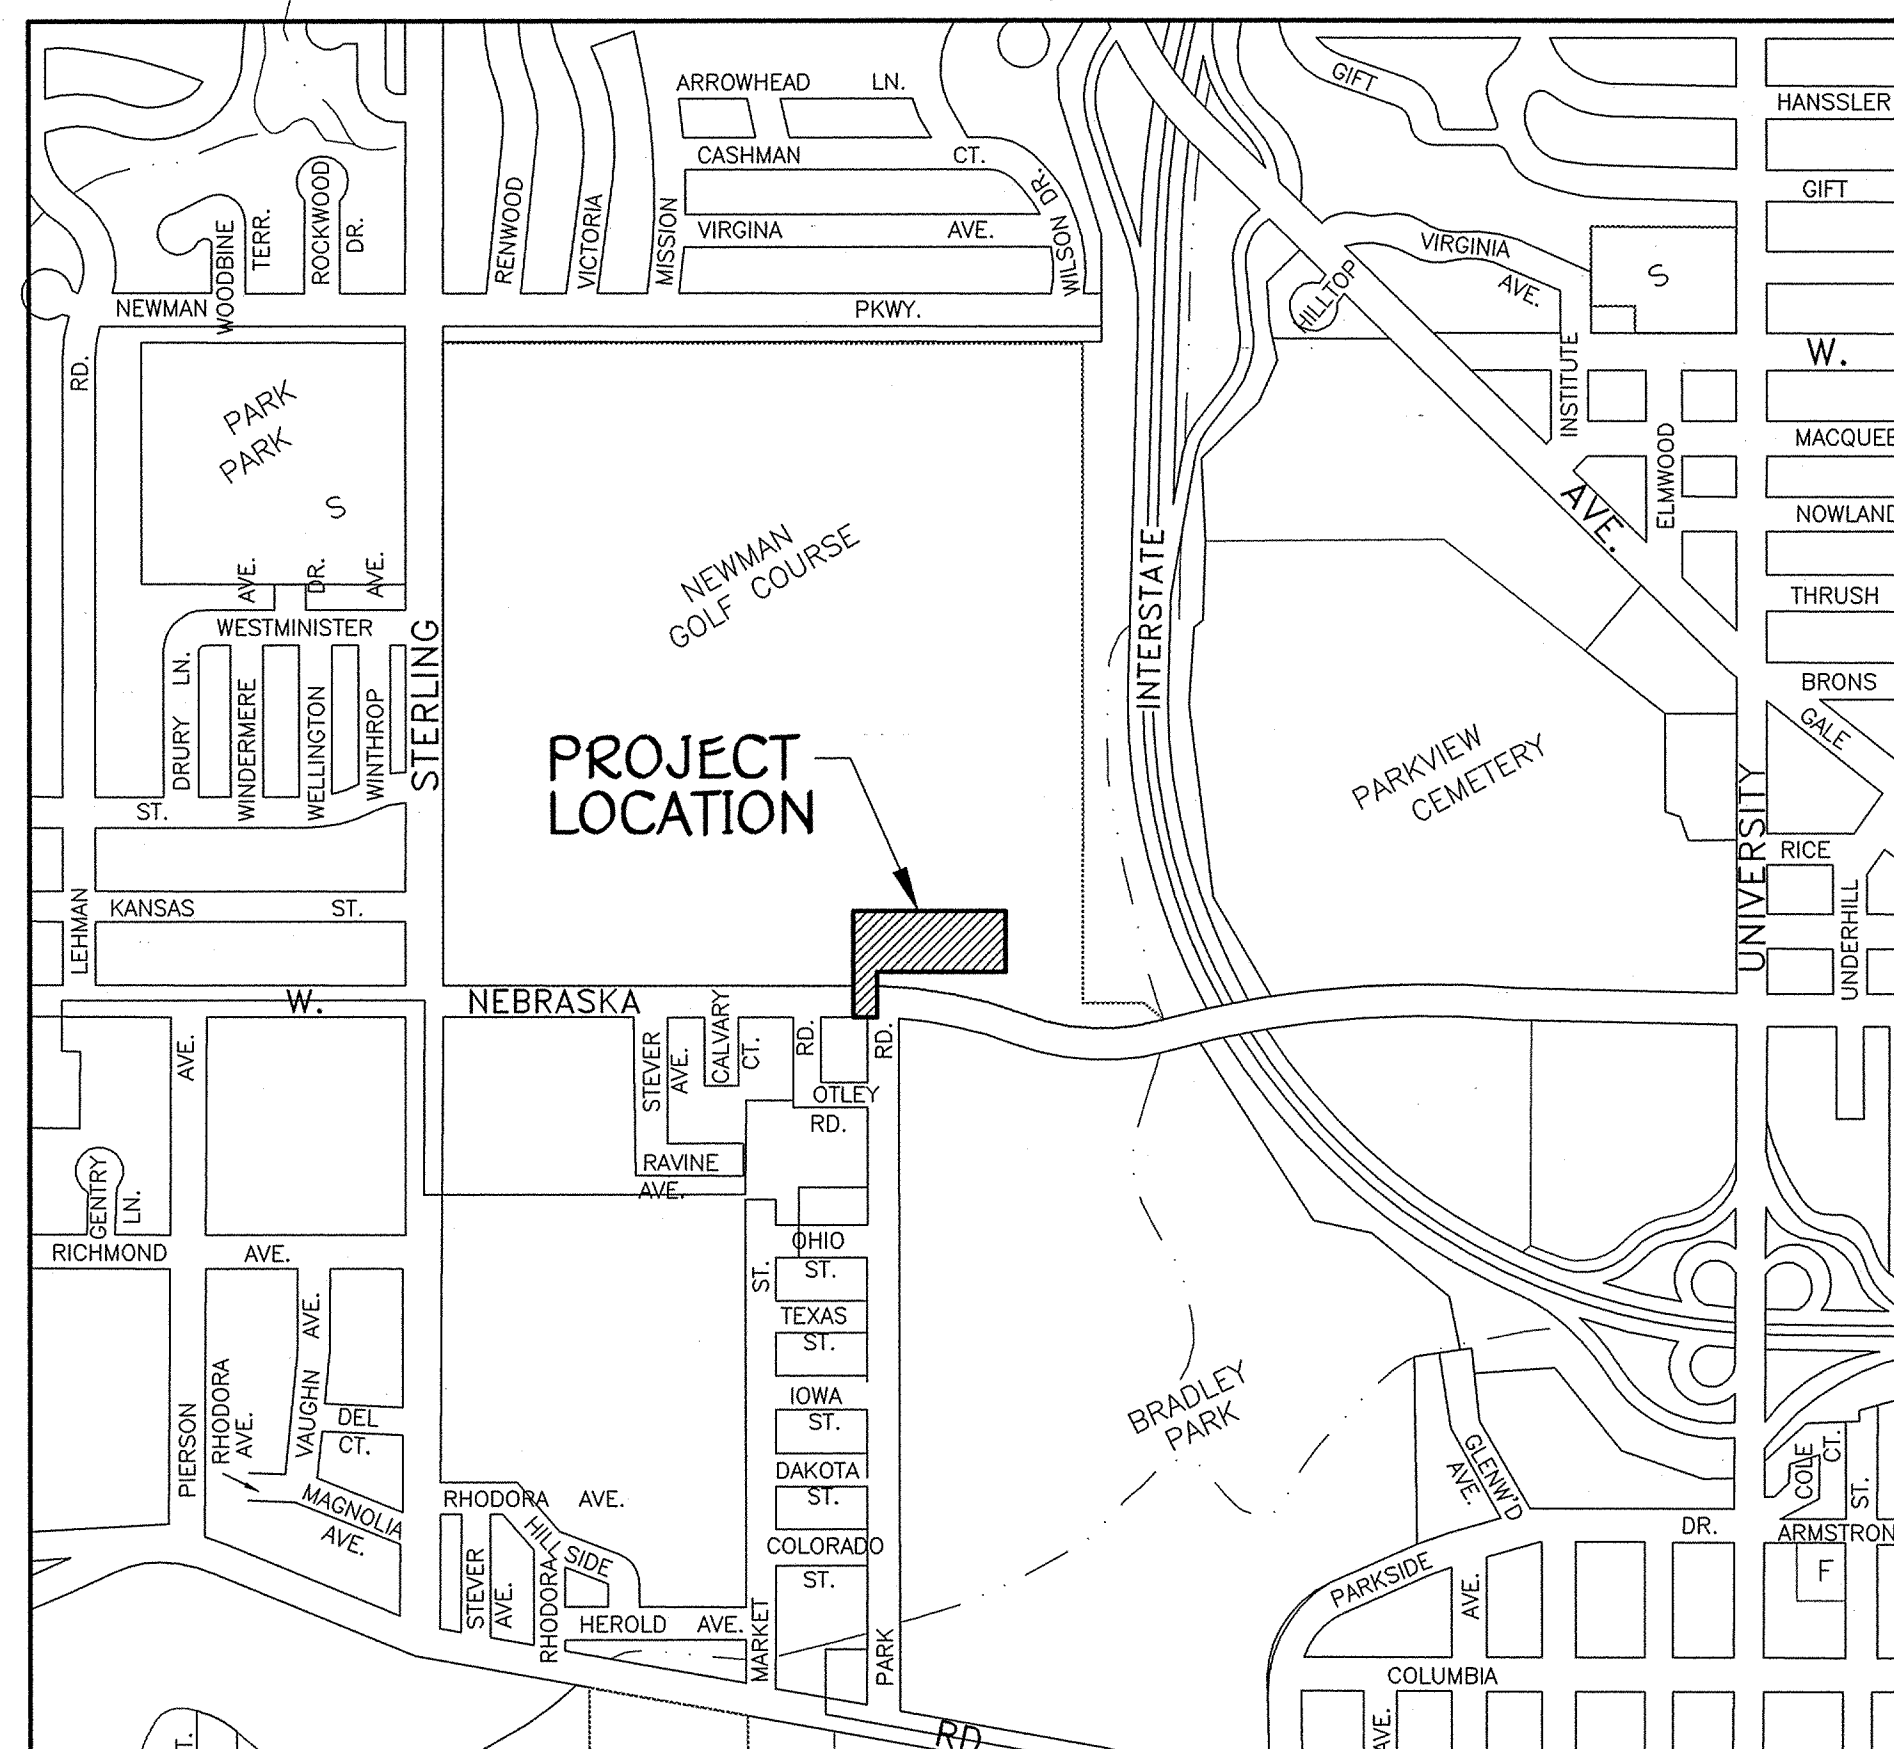 ARROWHEAD LN.
GIFT
HANSSLER
CASHMAN CT.
GIFT
WOODBINE TERR.
ROCKWOOD DR.
RENWOOD
VICTORIA
MISSION
VIRGINA AVE.
WILSON DR.
VIRGINIA AVE.
S
NEWMAN PKWY.
HILLTOP
INSTITUTE
W.
RD.
PARK
PARK
S
MACQUEE
ELMWOOD
AVE.
NOWLAND
NEWMAN
GOLF COURSE
INTERSTATE
THRUSH
AVE.
DR.
AVE.
WESTMINISTER
STERLING
DRURY LN.
WINDERMERE
WELLINGTON
WINTHROP
BRONS
GALE
PROJECT
LOCATION
PARKVIEW
CEMETERY
UNIVERSITY
ST.
RICE
LEHMAN
KANSAS ST.
UNDERHILL
W. NEBRASKA
AVE.
STEVER
AVE.
CALVARY
CT.
RD.
RD.
OTLEY
RD.
RAVINE
AVE.
GENTRY
LN.
RICHMOND AVE.
OHIO
ST.
ST.
TEXAS
ST.
IOWA
ST.
DAKOTA
ST.
COLORADO
ST.
BRADLEY
PARK
PIERSON
RHODORA
AVE.
VAUGHN AVE.
DEL
CT.
MAGNOLIA
AVE.
RHODORA AVE.
HILLSIDE
STEVER
AVE.
RHODORA
HEROLD AVE.
MARKET
PARK
GLENW'D
AVE.
COLE
CT.
ST.
DR.
ARMSTRON
F
PARKSIDE
AVE.
COLUMBIA
AVE.
RD
T.